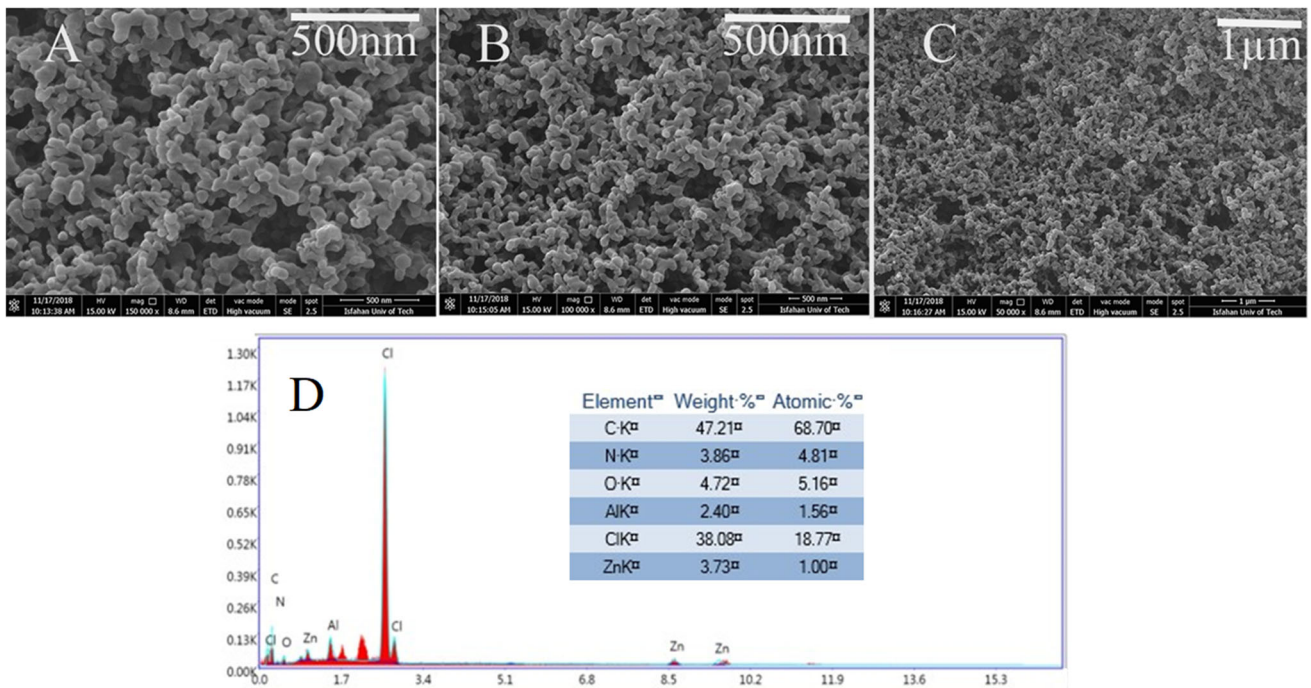 A
500nm
B
500nm
C
1µm
11/17/2018 HV mag □ WD det vac mode mode spot 500 nm
10:13:38 AM 15.00 kV 150 000 x 8.6 mm ETD High vacuum SE 2.5 Isfahan Univ of Tech
11/17/2018 HV mag □ WD det vac mode mode spot 500 nm
10:15:05 AM 15.00 kV 100 000 x 8.6 mm ETD High vacuum SE 2.5 Isfahan Univ of Tech
11/17/2018 HV mag □ WD det vac mode mode spot 1 µm
10:16:27 AM 15.00 kV 50 000 x 8.6 mm ETD High vacuum SE 2.5 Isfahan Univ of Tech
D
1.30K
1.17K
1.04K
0.91K
0.78K
0.65K
0.52K
0.39K
0.26K
0.13K
0.00K
Cl
C
N
Cl
O
Zn
Al
Cl
Zn
Zn
Element¤ Weight·%¤ Atomic·%¤
C·K¤ 47.21¤ 68.70¤
N·K¤ 3.86¤ 4.81¤
O·K¤ 4.72¤ 5.16¤
AlK¤ 2.40¤ 1.56¤
ClK¤ 38.08¤ 18.77¤
ZnK¤ 3.73¤ 1.00¤
0.0 1.7 3.4 5.1 6.8 8.5 10.2 11.9 13.6 15.3